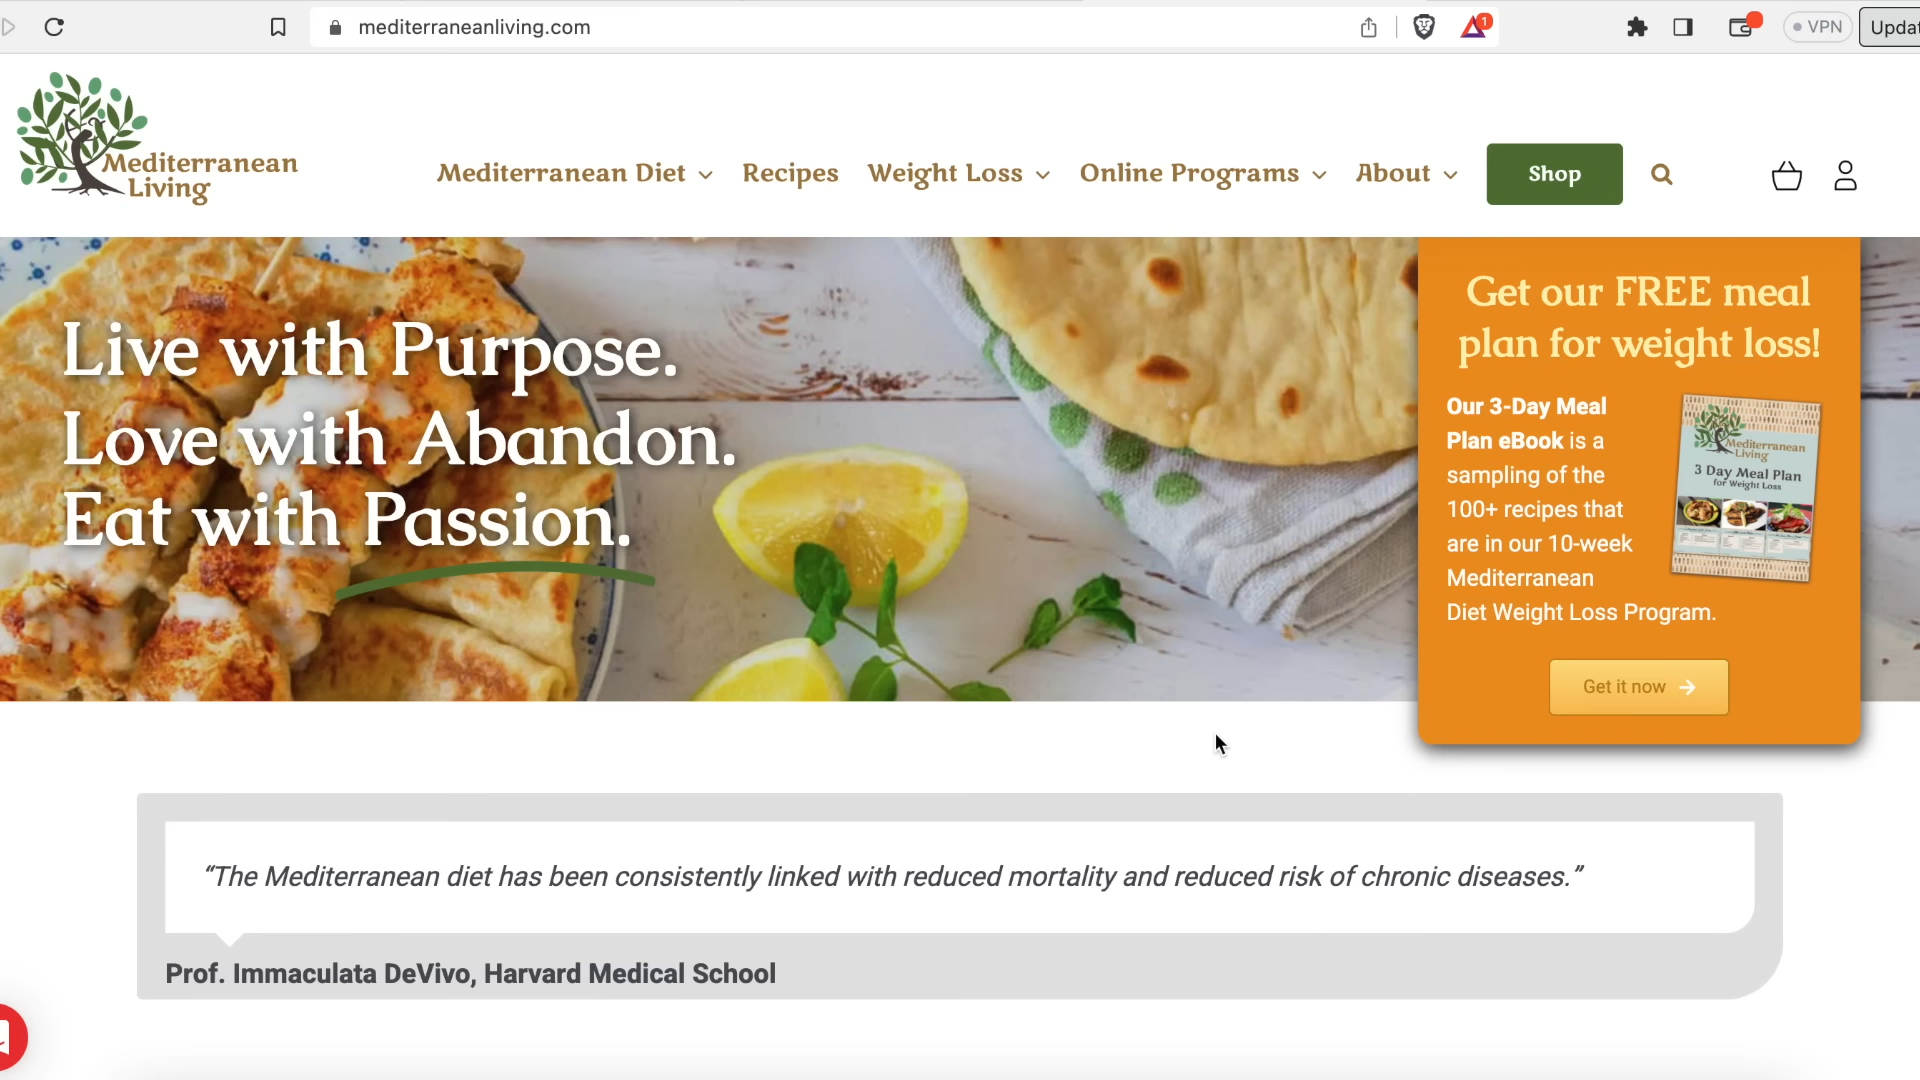 mediterraneanliving.com
1
VPN
Updat
Mediterranean
Living
Mediterranean Diet
Recipes
Weight Loss
Online Programs
About
Shop
Live with Purpose.
Love with Abandon.
Eat with Passion.
Get our FREE meal
plan for weight loss!
Our 3-Day Meal
Plan eBook is a
sampling of the
100+ recipes that
are in our 10-week
Mediterranean
Diet Weight Loss Program.
Mediterranean
Living
3 Day Meal Plan
for Weight Loss
Get it now
“The Mediterranean diet has been consistently linked with reduced mortality and reduced risk of chronic diseases.”
Prof. Immaculata DeVivo, Harvard Medical School